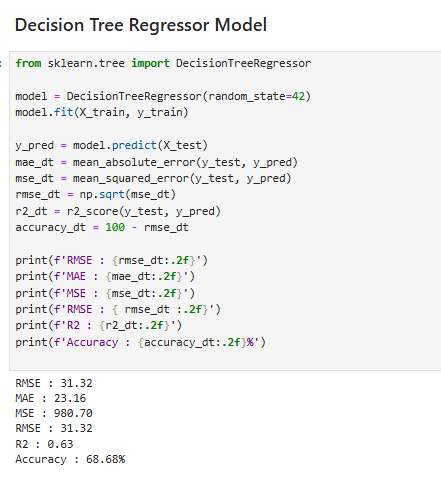 Decision Tree Regressor Model
from sklearn.tree import DecisionTreeRegressor
model = DecisionTreeRegressor(random_state=42)
model.fit(X_train, y_train)
y_pred = model.predict(X_test)
mae_dt = mean_absolute_error(y_test, y_pred)
mse_dt = mean_squared_error(y_test, y_pred)
rmse_dt = np.sqrt(mse_dt)
r2_dt = r2_score(y_test, y_pred)
accuracy_dt = 100 - rmse_dt
print(f'RMSE : {rmse_dt:.2f}')
print(f'MAE : {mae_dt:.2f}')
print(f'MSE : {mse_dt:.2f}')
print(f'RMSE : { rmse_dt :.2f}')
print(f'R2 : {r2_dt:.2f}')
print(f'Accuracy : {accuracy_dt:.2f}%')
RMSE : 31.32
MAE : 23.16
MSE : 980.70
RMSE : 31.32
R2 : 0.63
Accuracy : 68.68%